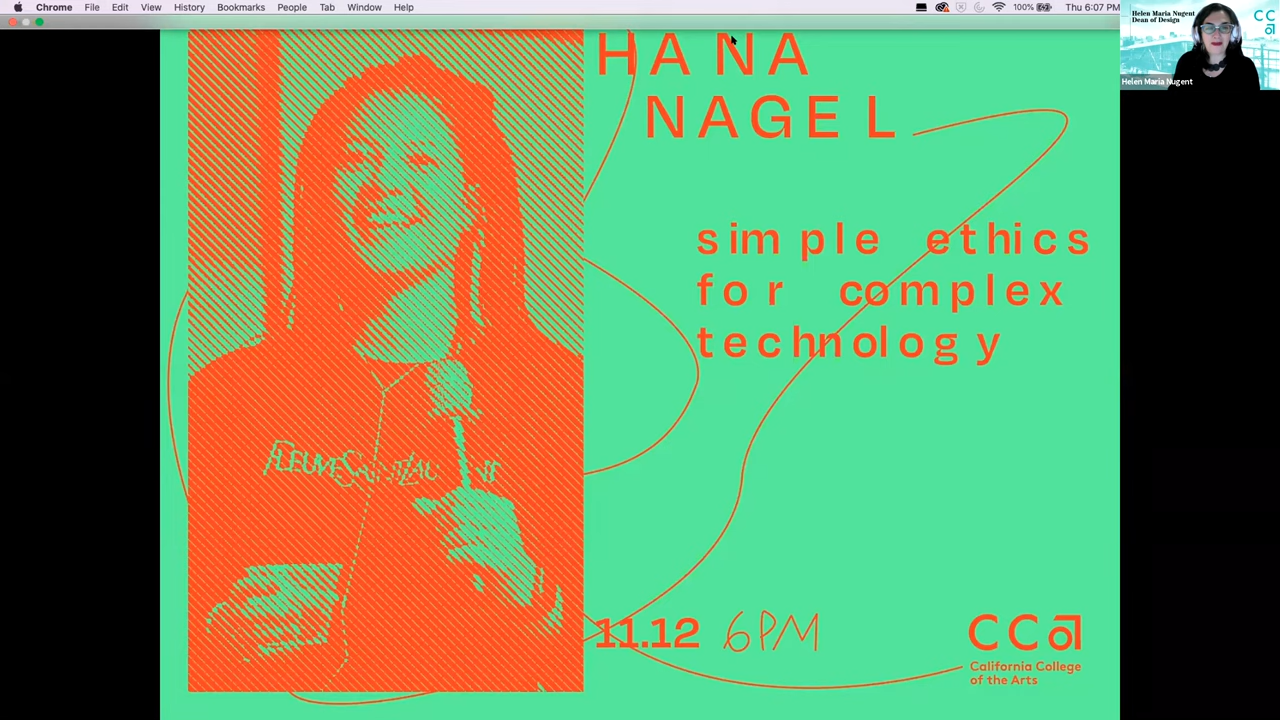 Chrome File Edit View History Bookmarks People Tab Window Help 100% Thu 6:07 PM
Helen Maria Nugent
Dean of Design
CCa
Helen Maria Nugent
HANA
NAGEL
simple ethics
for complex
technology
11.12 6PM
CCa
California College
of the Arts